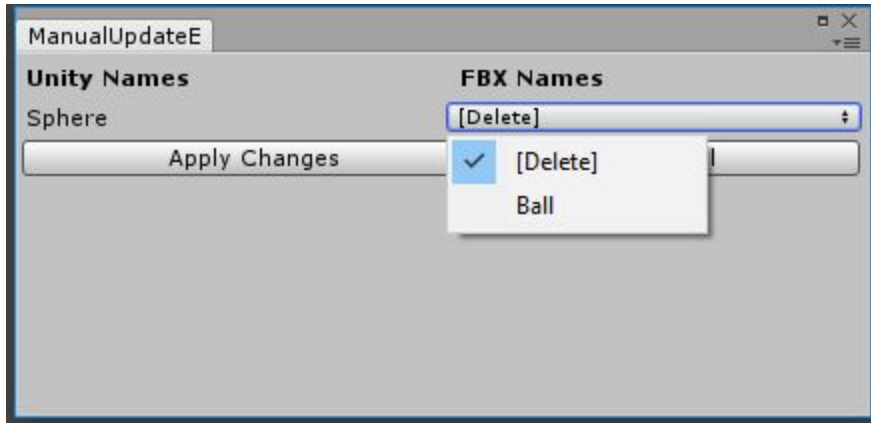 ManualUpdateE
Unity Names FBX Names
Sphere [Delete]
Apply Changes
[Delete]
Ball